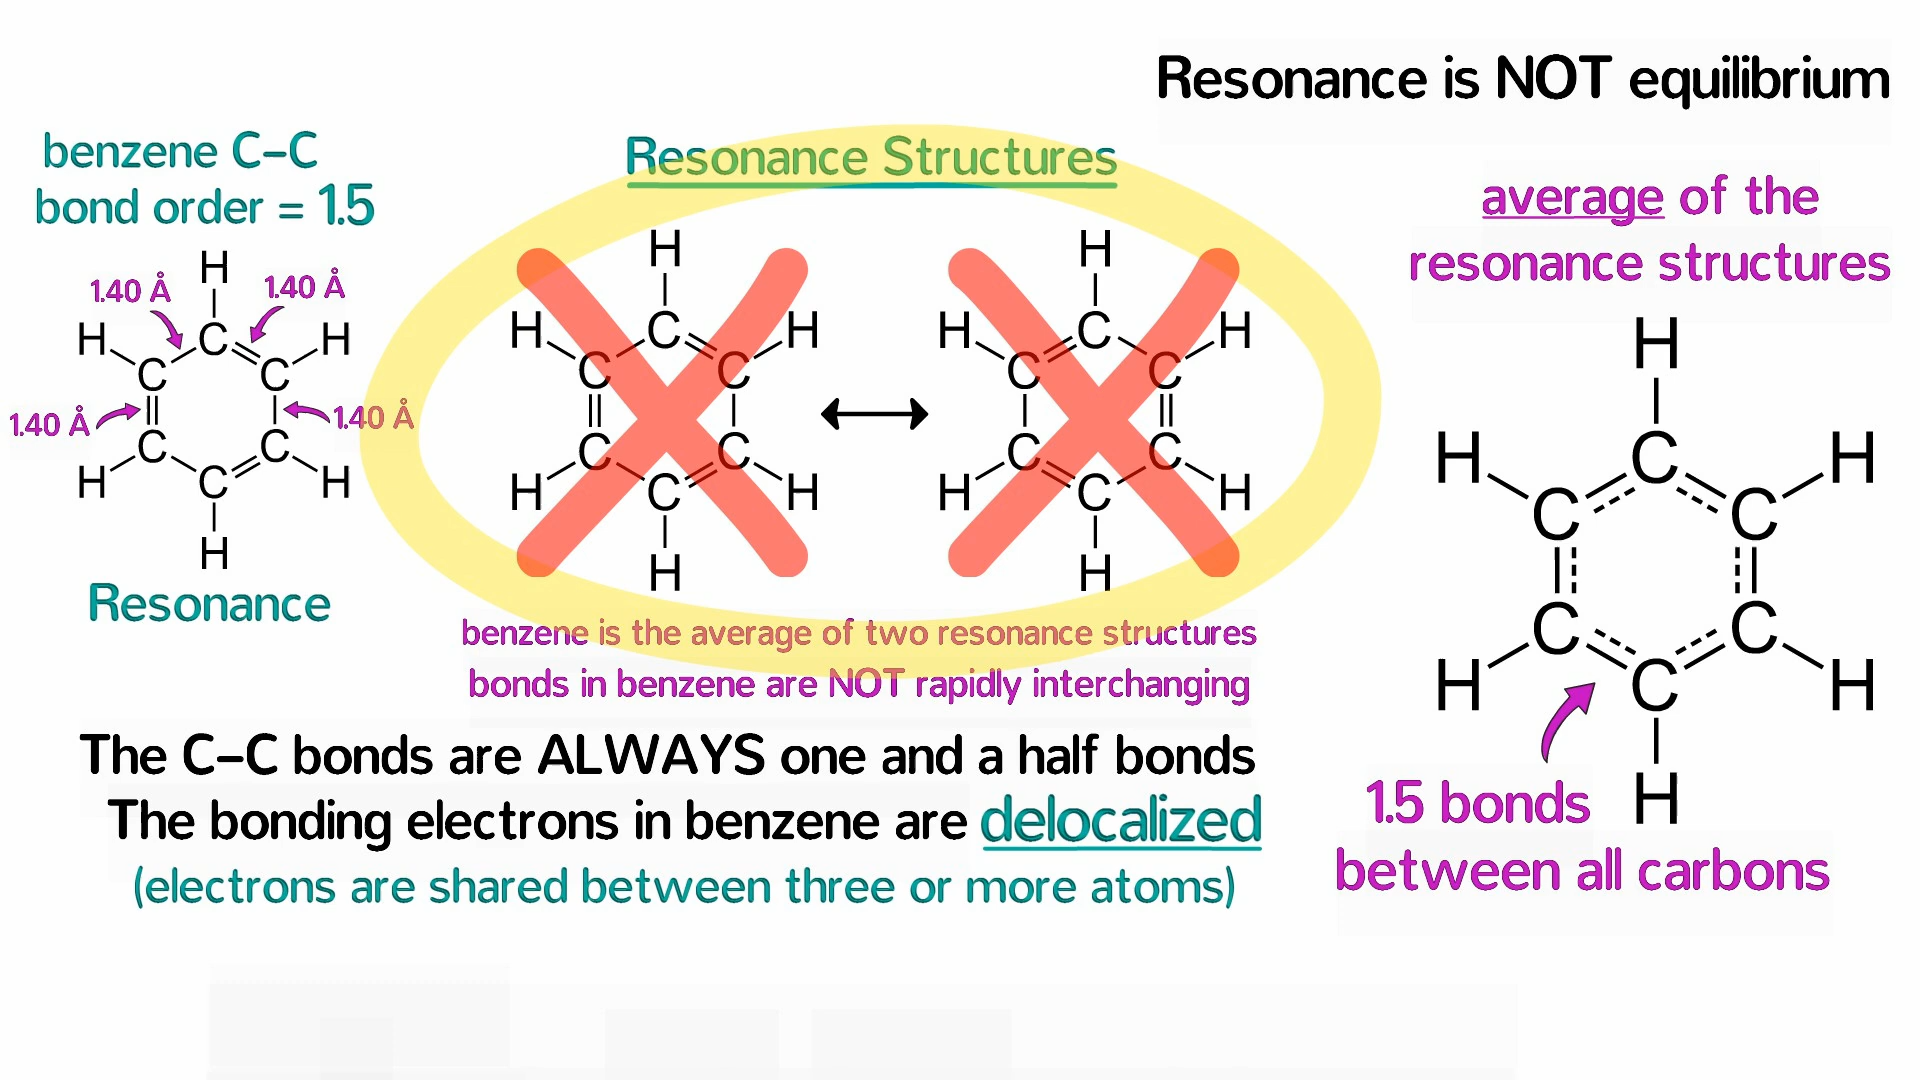 Resonance is NOT equilibrium
benzene C–C
bond order = 1.5
1.40 Å
1.40 Å
1.40 Å
1.40 Å
H
H
H
C
C
C
C
C
C
H
H
H
Resonance
Resonance Structures
H
H
H
C
C
C
C
C
C
H
H
H
H
H
H
C
C
C
C
C
C
H
H
H
benzene is the average of two resonance structures
bonds in benzene are NOT rapidly interchanging
The C–C bonds are ALWAYS one and a half bonds
The bonding electrons in benzene are delocalized
(electrons are shared between three or more atoms)
average of the
resonance structures
H
H
H
C
C
C
C
C
C
H
H
H
1.5 bonds
between all carbons